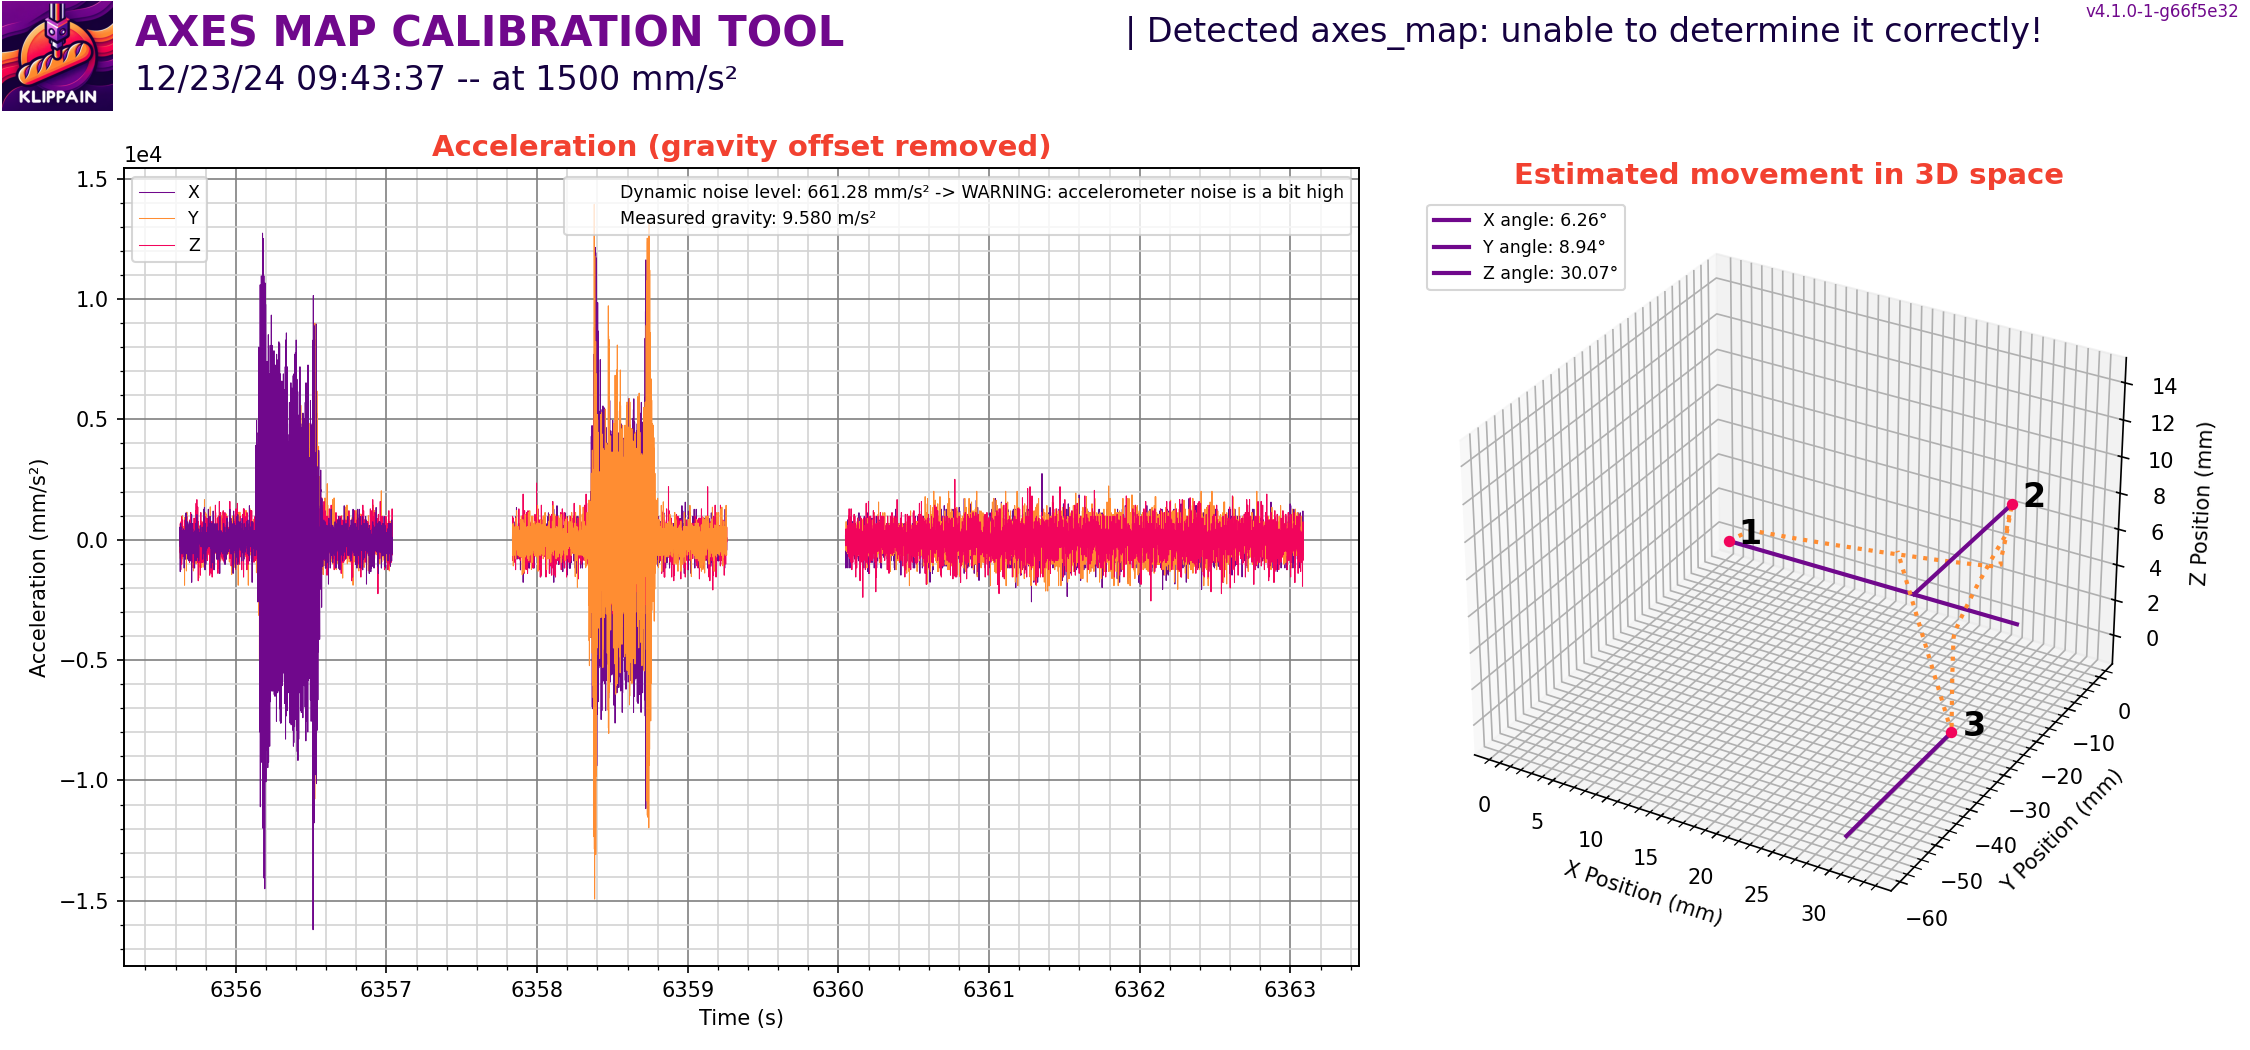 AXES MAP CALIBRATION TOOL
| Detected axes_map: unable to determine it correctly!
v4.1.0-1-g66f5e32
12/23/24 09:43:37 -- at 1500 mm/s²
KLIPPAIN
Acceleration (gravity offset removed)
1e4
X
Y
Z
Dynamic noise level: 661.28 mm/s² -> WARNING: accelerometer noise is a bit high
Measured gravity: 9.580 m/s²
1.5
1.0
0.5
0.0
−0.5
−1.0
−1.5
Acceleration (mm/s²)
6356
6357
6358
6359
6360
6361
6362
6363
Time (s)
Estimated movement in 3D space
X angle: 6.26°
Y angle: 8.94°
Z angle: 30.07°
1
2
3
14
12
10
8
6
4
2
0
Z Position (mm)
0
−10
−20
−30
−40
−50
−60
Y Position (mm)
0
5
10
15
20
25
30
X Position (mm)